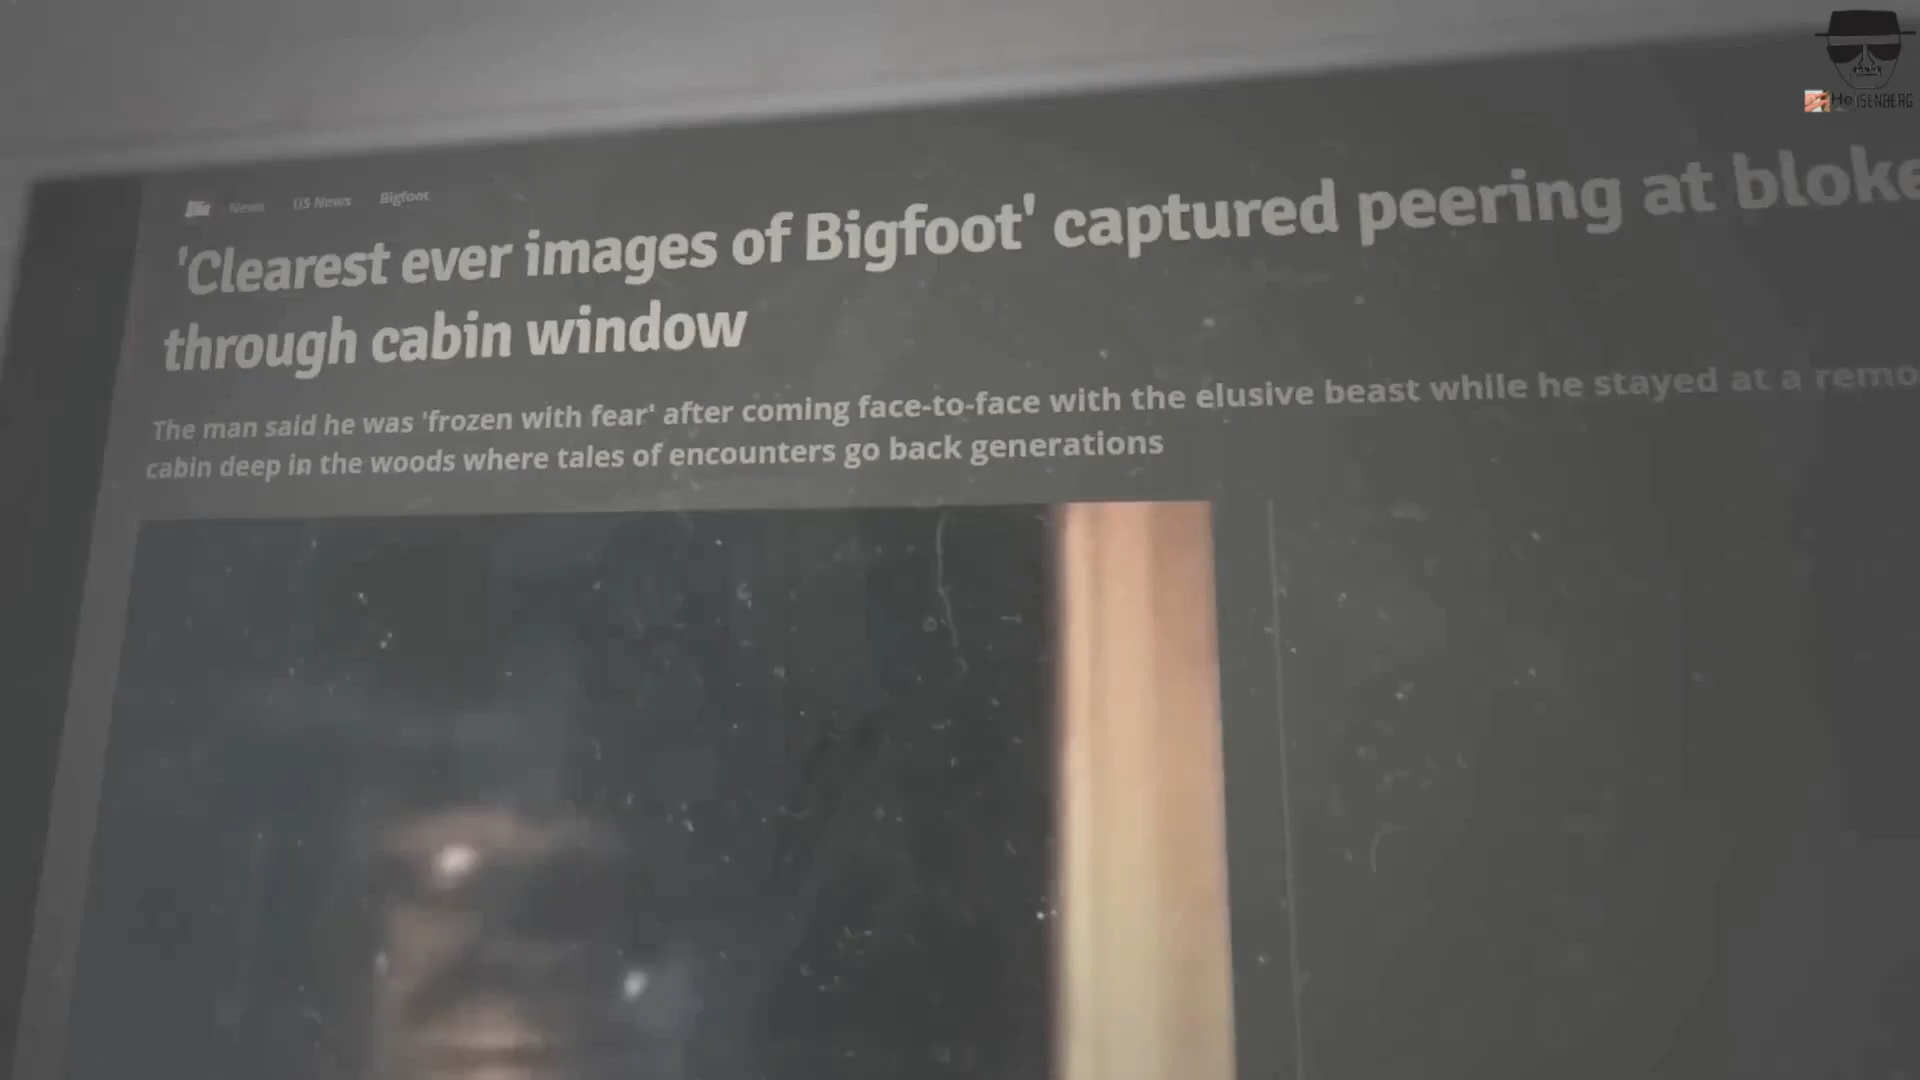 HeISENBERG
News US News Bigfoot
'Clearest ever images of Bigfoot' captured peering at bloke
through cabin window
The man said he was 'frozen with fear' after coming face-to-face with the elusive beast while he stayed at a remo
cabin deep in the woods where tales of encounters go back generations